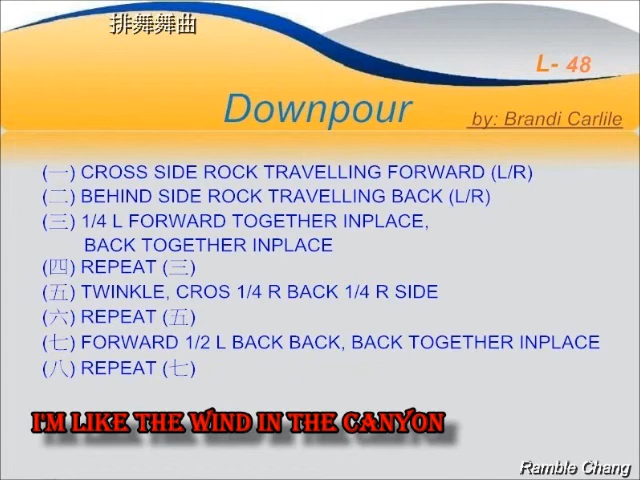 排舞舞曲
L- 48
Downpour
by: Brandi Carlile
(一) CROSS SIDE ROCK TRAVELLING FORWARD (L/R)
(二) BEHIND SIDE ROCK TRAVELLING BACK (L/R)
(三) 1/4 L FORWARD TOGETHER INPLACE,
BACK TOGETHER INPLACE
(四) REPEAT (三)
(五) TWINKLE, CROS 1/4 R BACK 1/4 R SIDE
(六) REPEAT (五)
(七) FORWARD 1/2 L BACK BACK, BACK TOGETHER INPLACE
(八) REPEAT (七)
I'M LIKE THE WIND IN THE CANYON
Ramble Chang